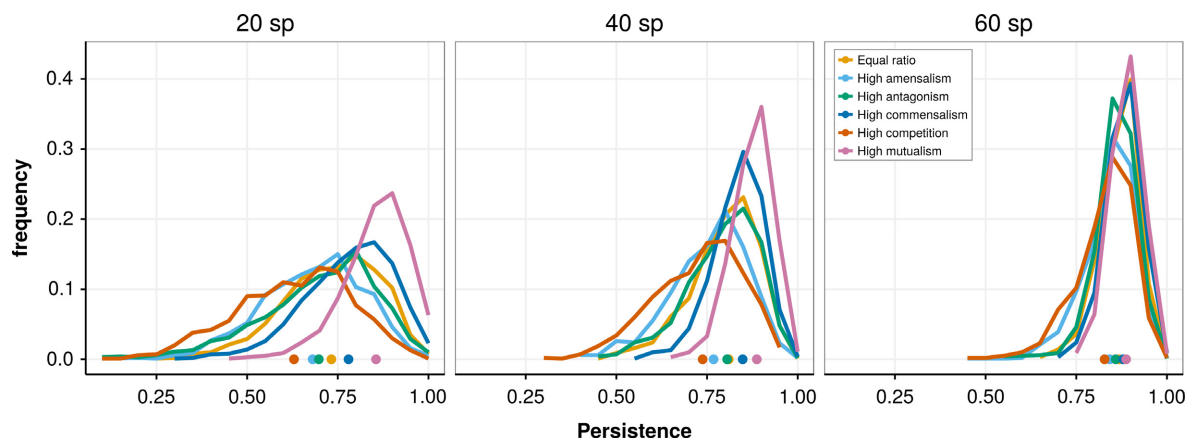 20 sp
40 sp
60 sp
frequency
0.4
0.3
0.2
0.1
0.0
Equal ratio
High amensalism
High antagonism
High commensalism
High competition
High mutualism
0.25 0.50 0.75 1.00
0.25 0.50 0.75 1.00
0.25 0.50 0.75 1.00
Persistence